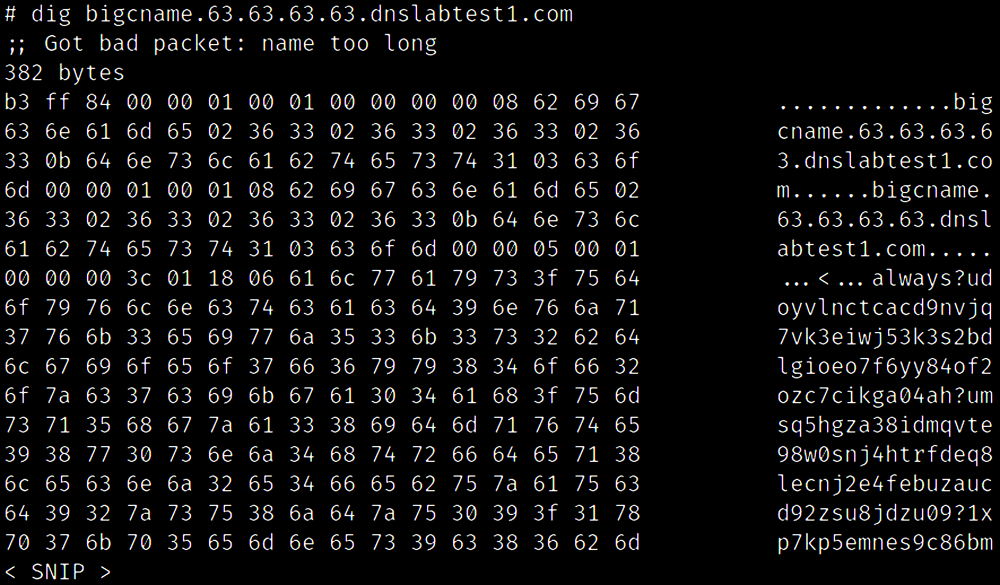 # dig bigcname.63.63.63.63.dnslabtest1.com
;; Got bad packet: name too long
382 bytes
b3 ff 84 00 00 01 00 01 00 00 00 00 08 62 69 67 .............big
63 6e 61 6d 65 02 36 33 02 36 33 02 36 33 02 36 cname.63.63.63.6
33 0b 64 6e 73 6c 61 62 74 65 73 74 31 03 63 6f 3.dnslabtest1.co
6d 00 00 01 00 01 08 62 69 67 63 6e 61 6d 65 02 m......bigcname.
36 33 02 36 33 02 36 33 02 36 33 0b 64 6e 73 6c 63.63.63.63.dnsl
61 62 74 65 73 74 31 03 63 6f 6d 00 00 05 00 01 abtest1.com.....
00 00 00 3c 01 18 06 61 6c 77 61 79 73 3f 75 64 ...<...always?ud
6f 79 76 6c 6e 63 74 63 61 63 64 39 6e 76 6a 71 oyvlnctcacd9nvjq
37 76 6b 33 65 69 77 6a 35 33 6b 33 73 32 62 64 7vk3eiwj53k3s2bd
6c 67 69 6f 65 6f 37 66 36 79 79 38 34 6f 66 32 lgioeo7f6yy84of2
6f 7a 63 37 63 69 6b 67 61 30 34 61 68 3f 75 6d ozc7cikga04ah?um
73 71 35 68 67 7a 61 33 38 69 64 6d 71 76 74 65 sq5hgza38idmqvte
39 38 77 30 73 6e 6a 34 68 74 72 66 64 65 71 38 98w0snj4htrfdeq8
6c 65 63 6e 6a 32 65 34 66 65 62 75 7a 61 75 63 lecnj2e4febuzauc
64 39 32 7a 73 75 38 6a 64 7a 75 30 39 3f 31 78 d92zsu8jdzu09?1x
70 37 6b 70 35 65 6d 6e 65 73 39 63 38 36 62 6d p7kp5emnes9c86bm
< SNIP >